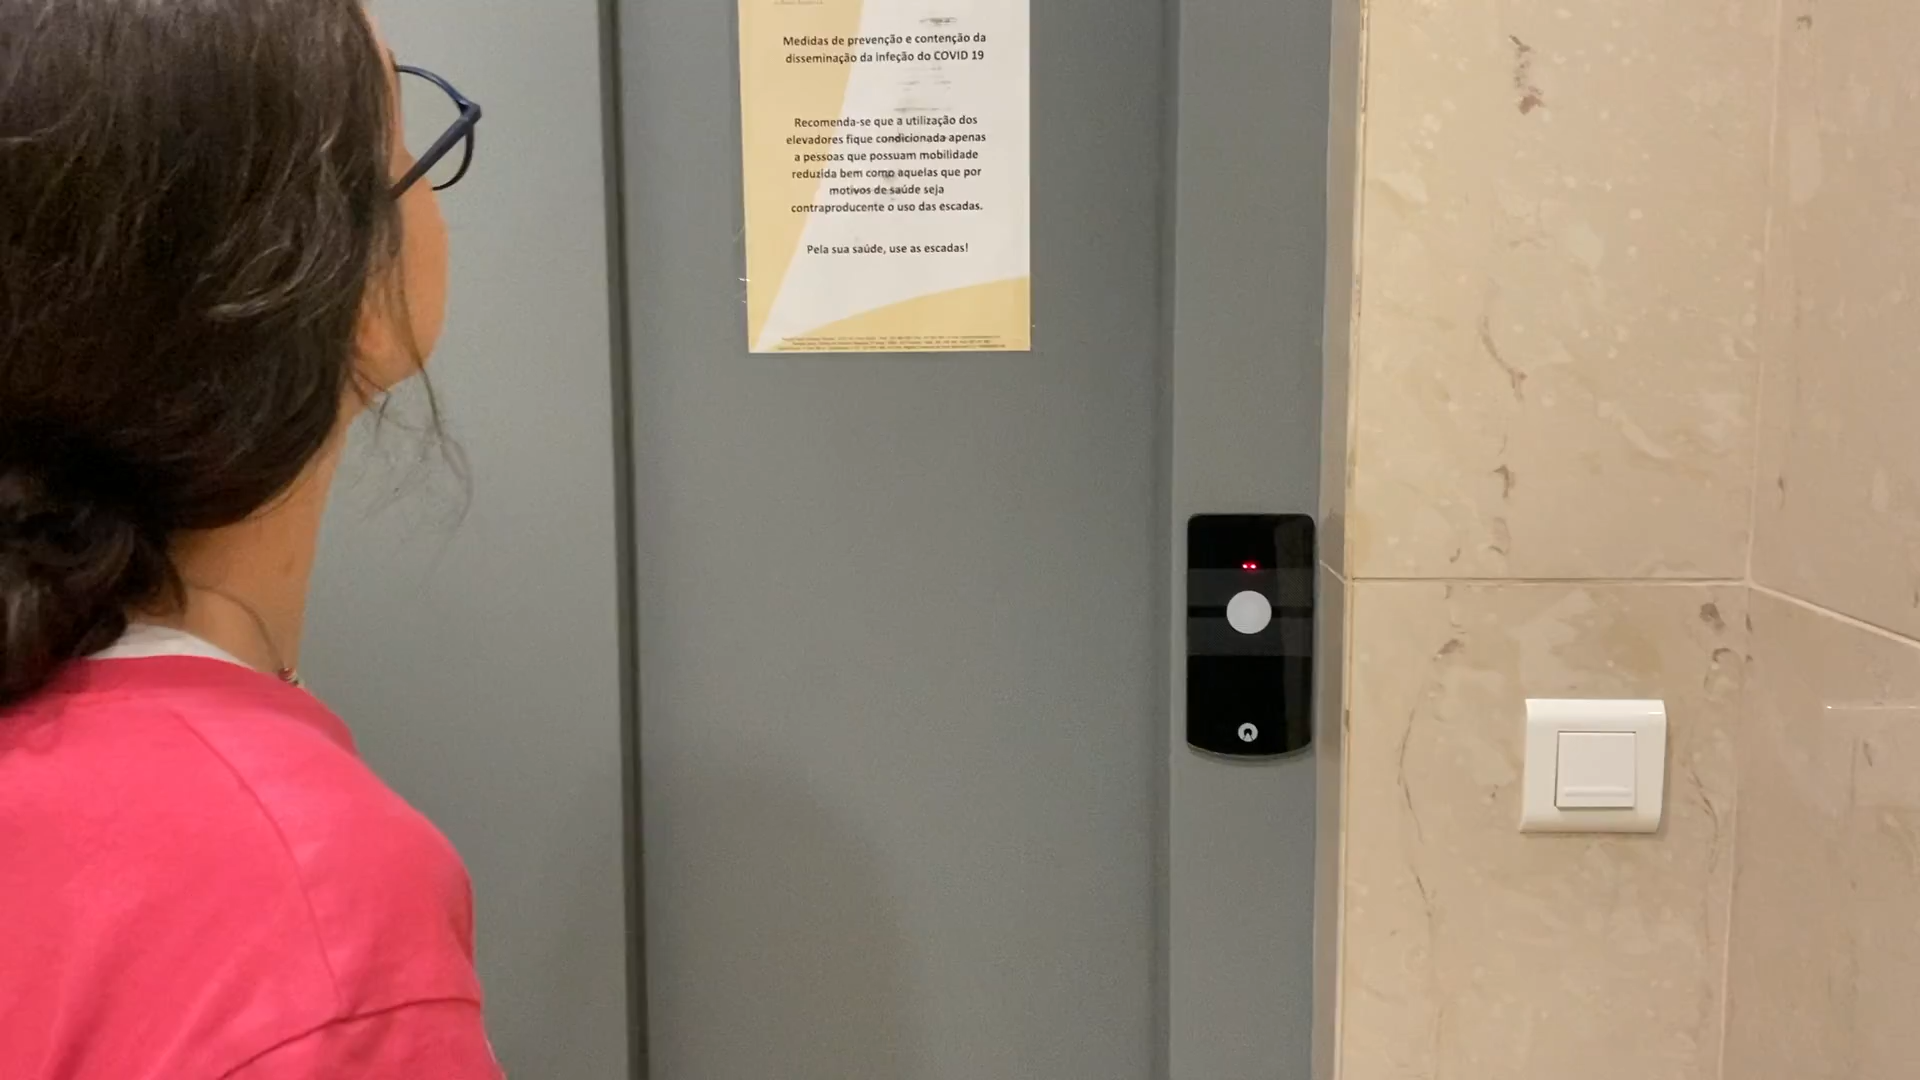 Medidas de prevenção e contenção da
disseminação da infeção do COVID 19
Recomenda-se que a utilização dos
elevadores fique condicionada apenas
a pessoas que possuam mobilidade
reduzida bem como aquelas que por
motivos de saúde seja
contraproducente o uso das escadas.
Pela sua saúde, use as escadas!